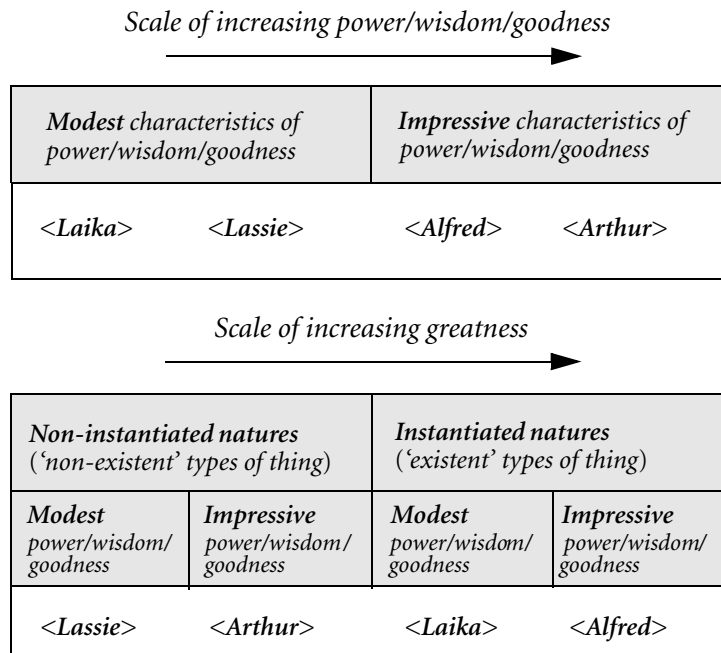 Scale of increasing power/wisdom/goodness
Modest characteristics of power/wisdom/goodness
Impressive characteristics of power/wisdom/goodness
<Laika> <Lassie> <Alfred> <Arthur>
Scale of increasing greatness
Non-instantiated natures
(‘non-existent’ types of thing)
Instantiated natures
(‘existent’ types of thing)
Modest
power/wisdom/
goodness
Impressive
power/wisdom/
goodness
Modest
power/wisdom/
goodness
Impressive
power/wisdom/
goodness
<Lassie> <Arthur> <Laika> <Alfred>